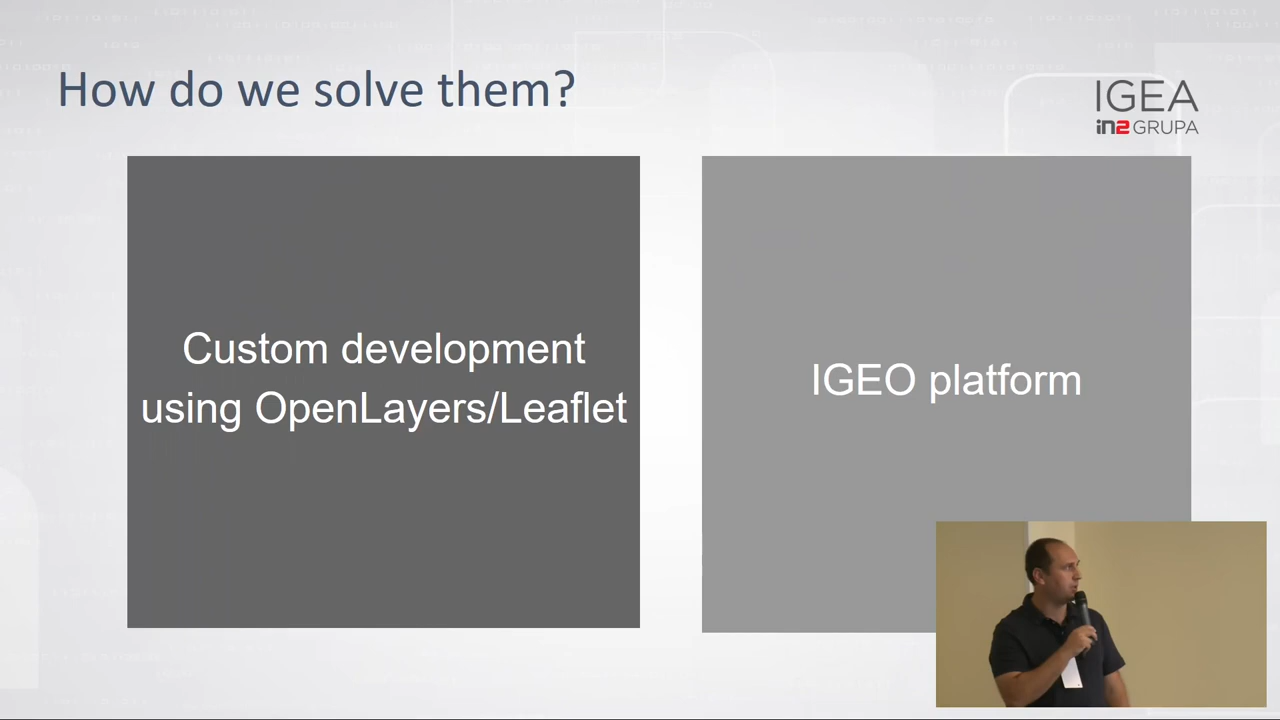 How do we solve them?
IGEA
in2 GRUPA
Custom development
using OpenLayers/Leaflet
IGEO platform